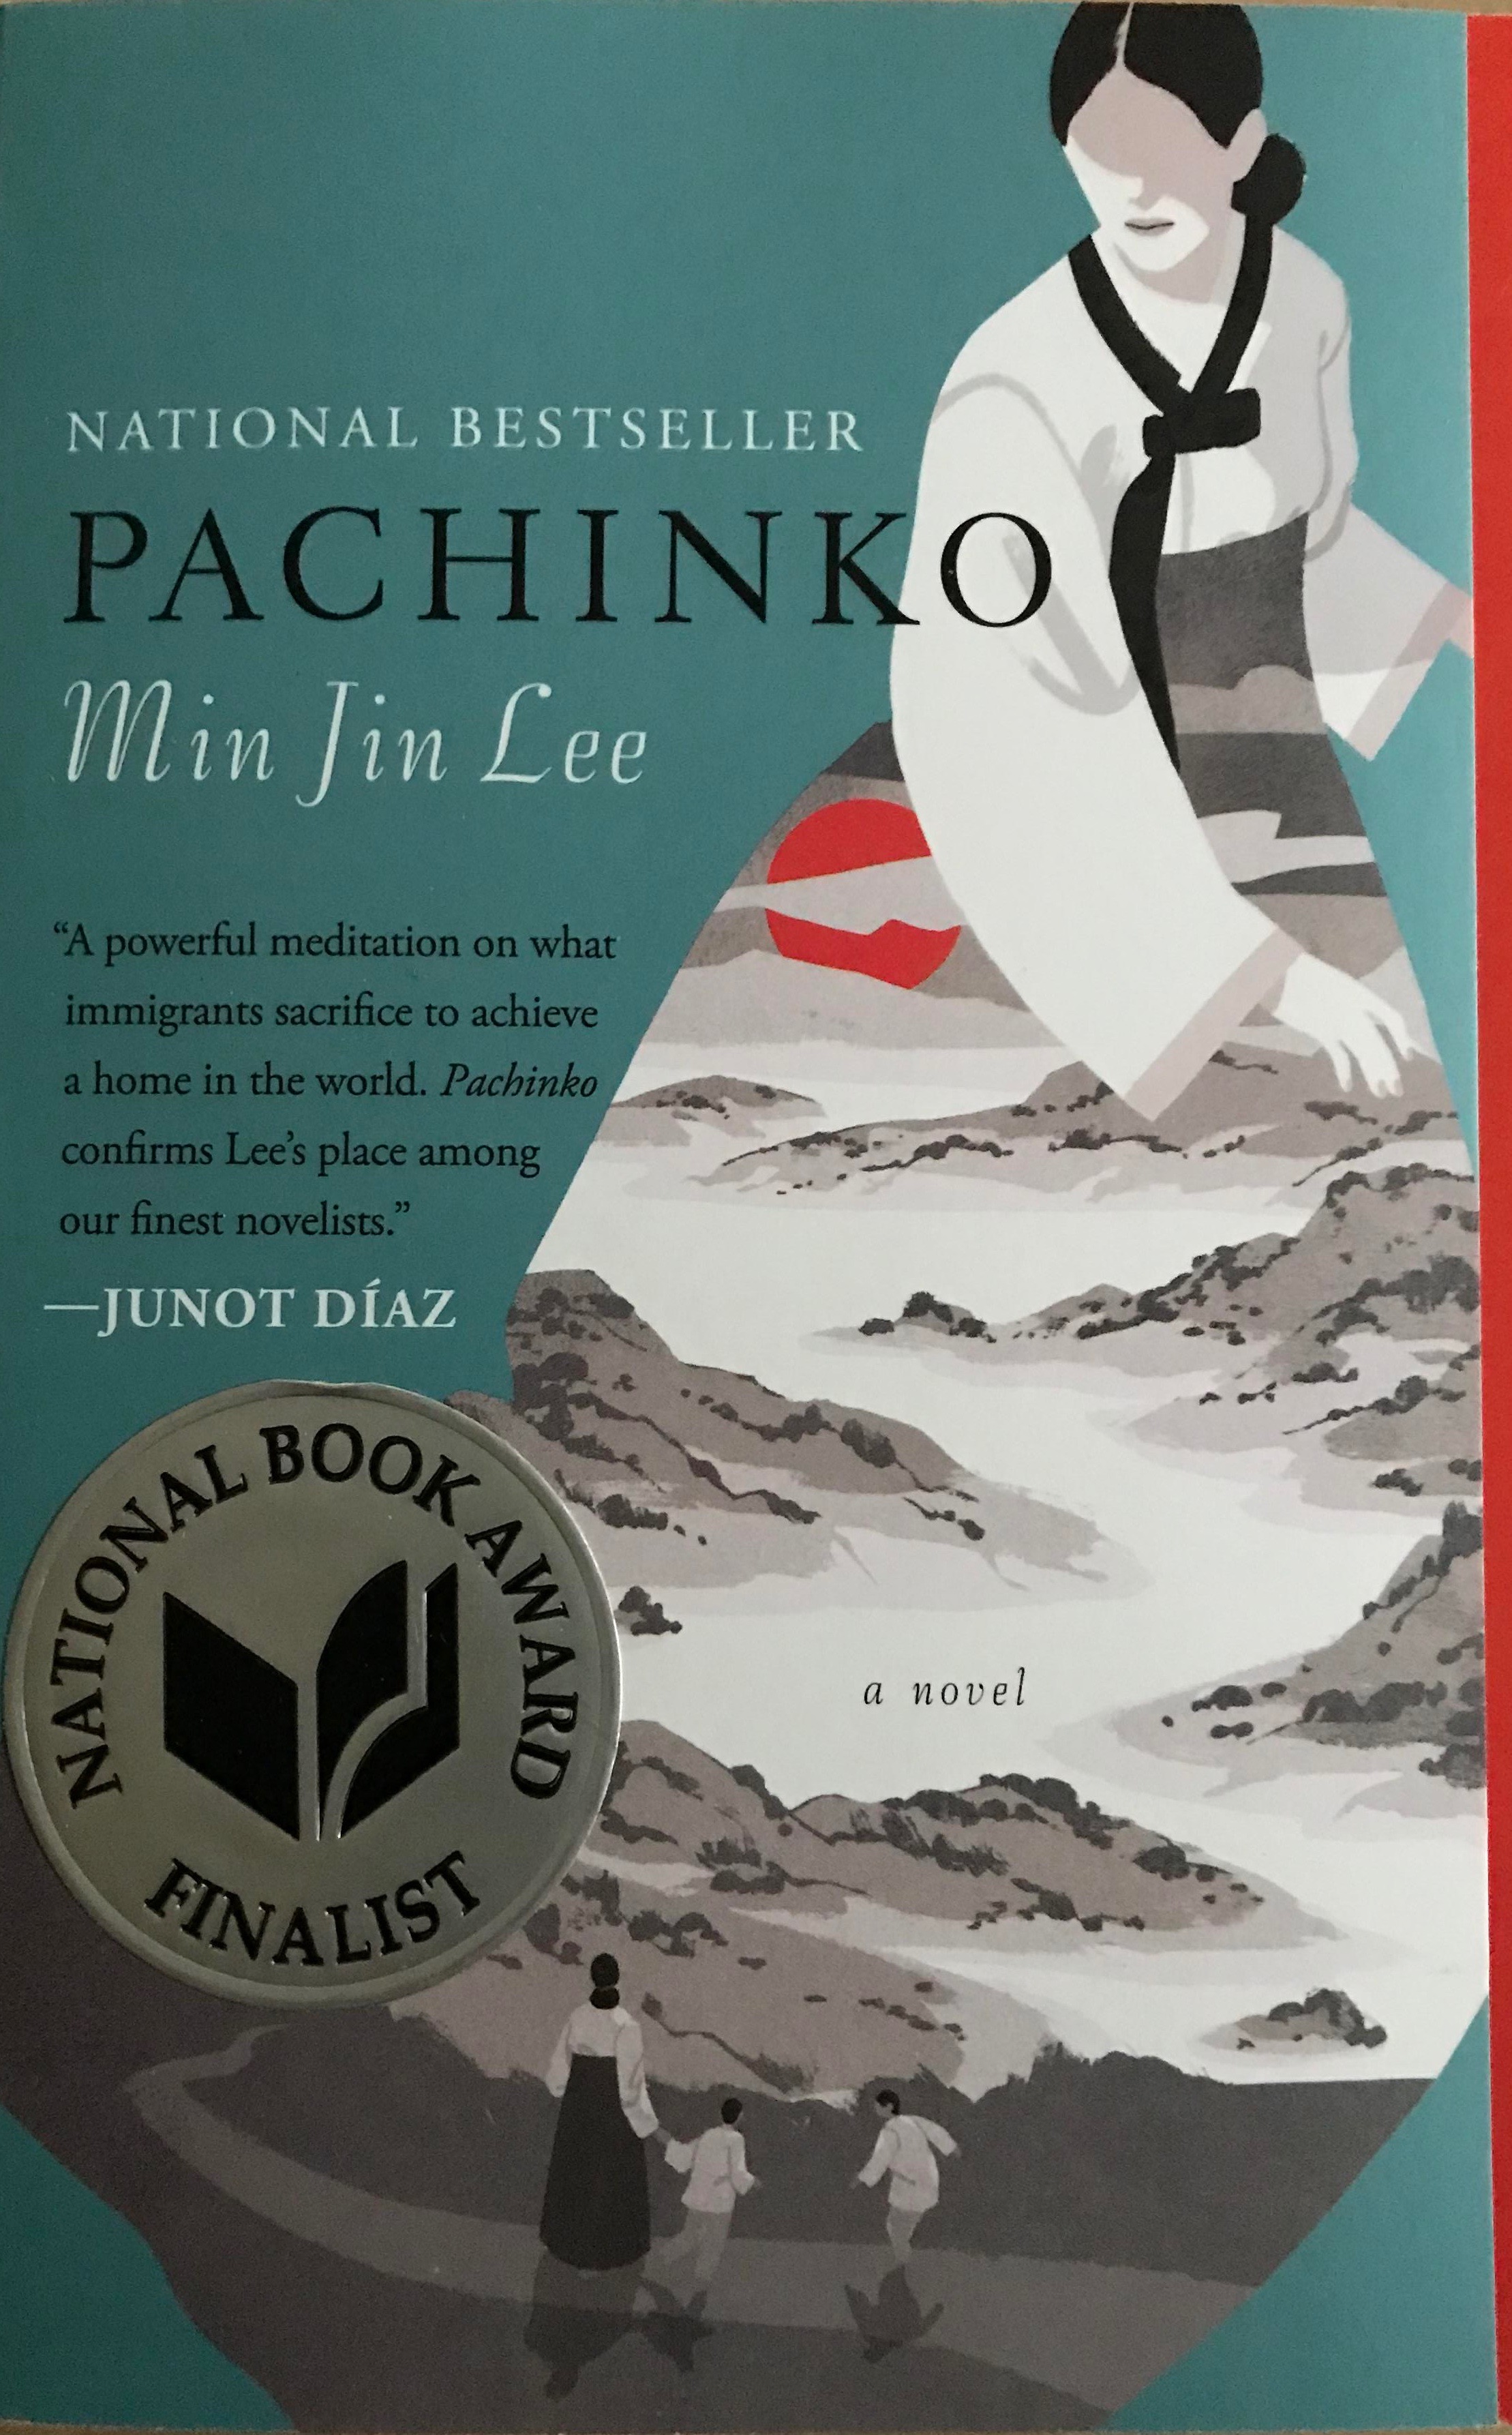 NATIONAL BESTSELLER
PACHINKO
Min Jin Lee
“A powerful meditation on what
immigrants sacrifice to achieve
a home in the world. Pachinko
confirms Lee’s place among
our finest novelists.”
—JUNOT DÍAZ
NATIONAL BOOK AWARD
FINALIST
a novel